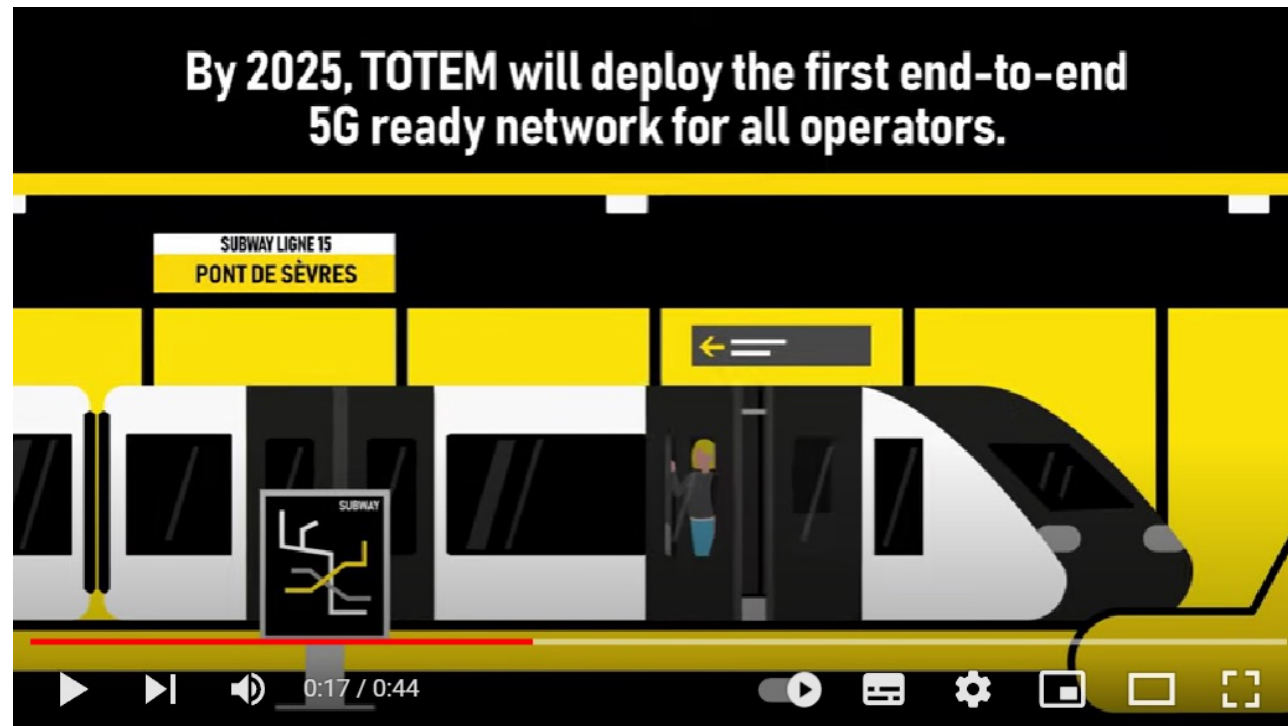 By 2025, TOTEM will deploy the first end-to-end
5G ready network for all operators.
SUBWAY LIGNE 15
PONT DE SÈVRES
SUBWAY
0:17 / 0:44